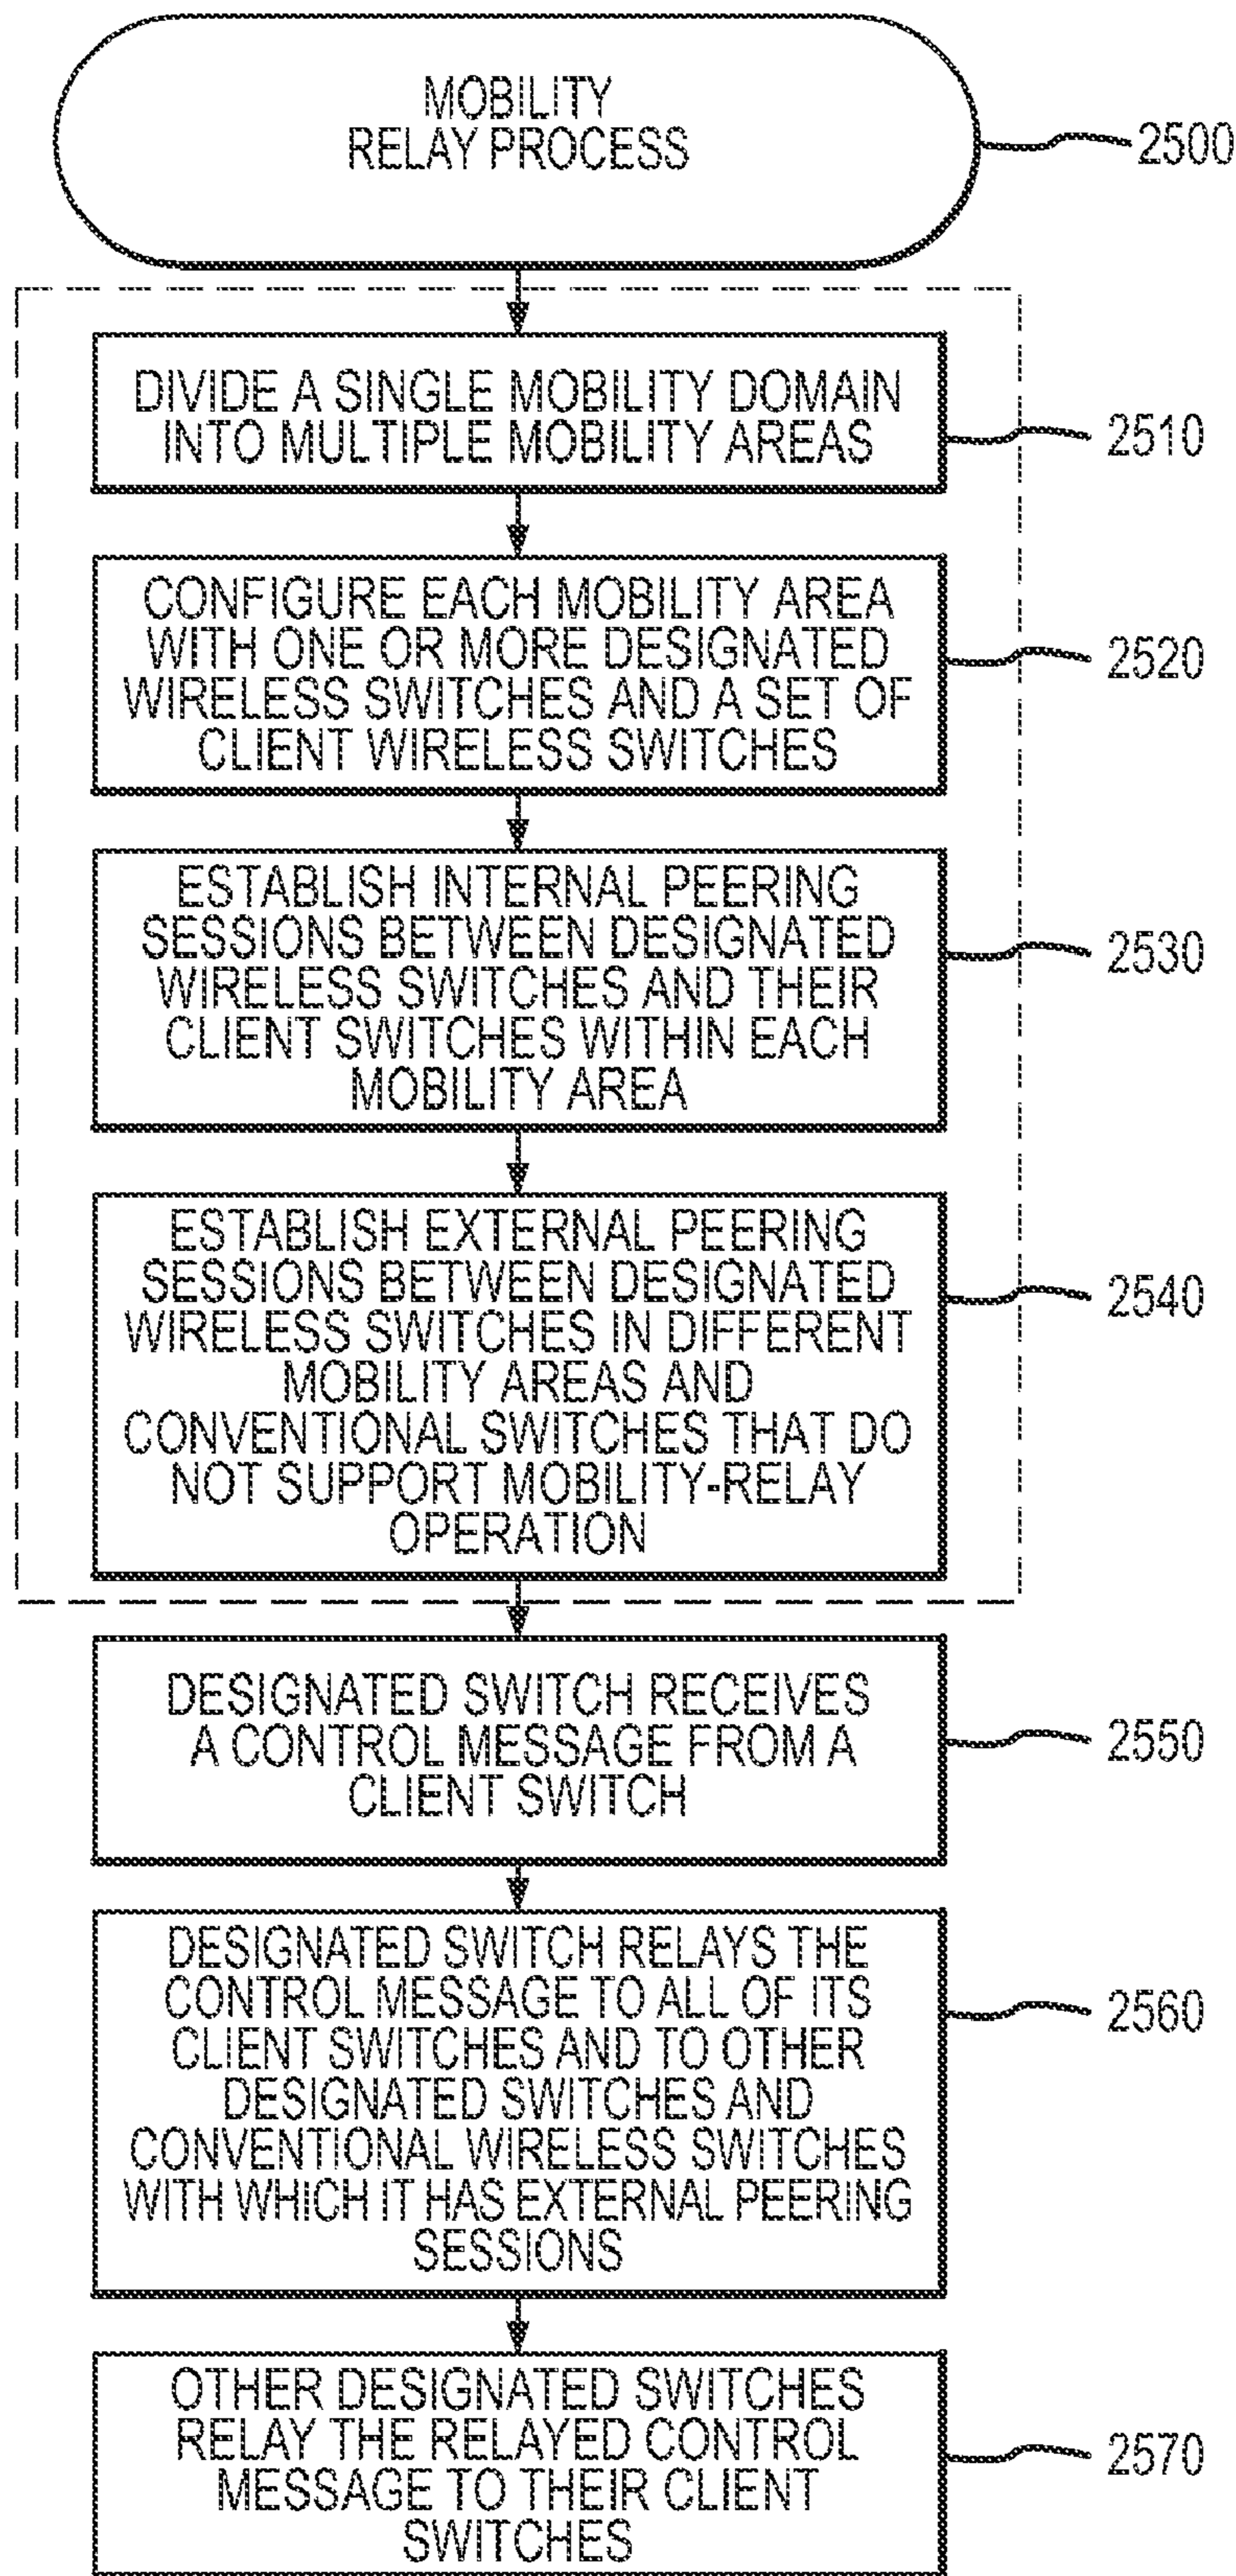 MOBILITY
RELAY PROCESS
2500
DIVIDE A SINGLE MOBILITY DOMAIN
INTO MULTIPLE MOBILITY AREAS
2510
CONFIGURE EACH MOBILITY AREA
WITH ONE OR MORE DESIGNATED
WIRELESS SWITCHES AND A SET OF
CLIENT WIRELESS SWITCHES
2520
ESTABLISH INTERNAL PEERING
SESSIONS BETWEEN DESIGNATED
WIRELESS SWITCHES AND THEIR
CLIENT SWITCHES WITHIN EACH
MOBILITY AREA
2530
ESTABLISH EXTERNAL PEERING
SESSIONS BETWEEN DESIGNATED
WIRELESS SWITCHES IN DIFFERENT
MOBILITY AREAS AND
CONVENTIONAL SWITCHES THAT DO
NOT SUPPORT MOBILITY-RELAY
OPERATION
2540
DESIGNATED SWITCH RECEIVES
A CONTROL MESSAGE FROM A
CLIENT SWITCH
2550
DESIGNATED SWITCH RELAYS THE
CONTROL MESSAGE TO ALL OF ITS
CLIENT SWITCHES AND TO OTHER
DESIGNATED SWITCHES AND
CONVENTIONAL WIRELESS SWITCHES
WITH WHICH IT HAS EXTERNAL PEERING
SESSIONS
2560
OTHER DESIGNATED SWITCHES
RELAY THE RELAYED CONTROL
MESSAGE TO THEIR CLIENT
SWITCHES
2570